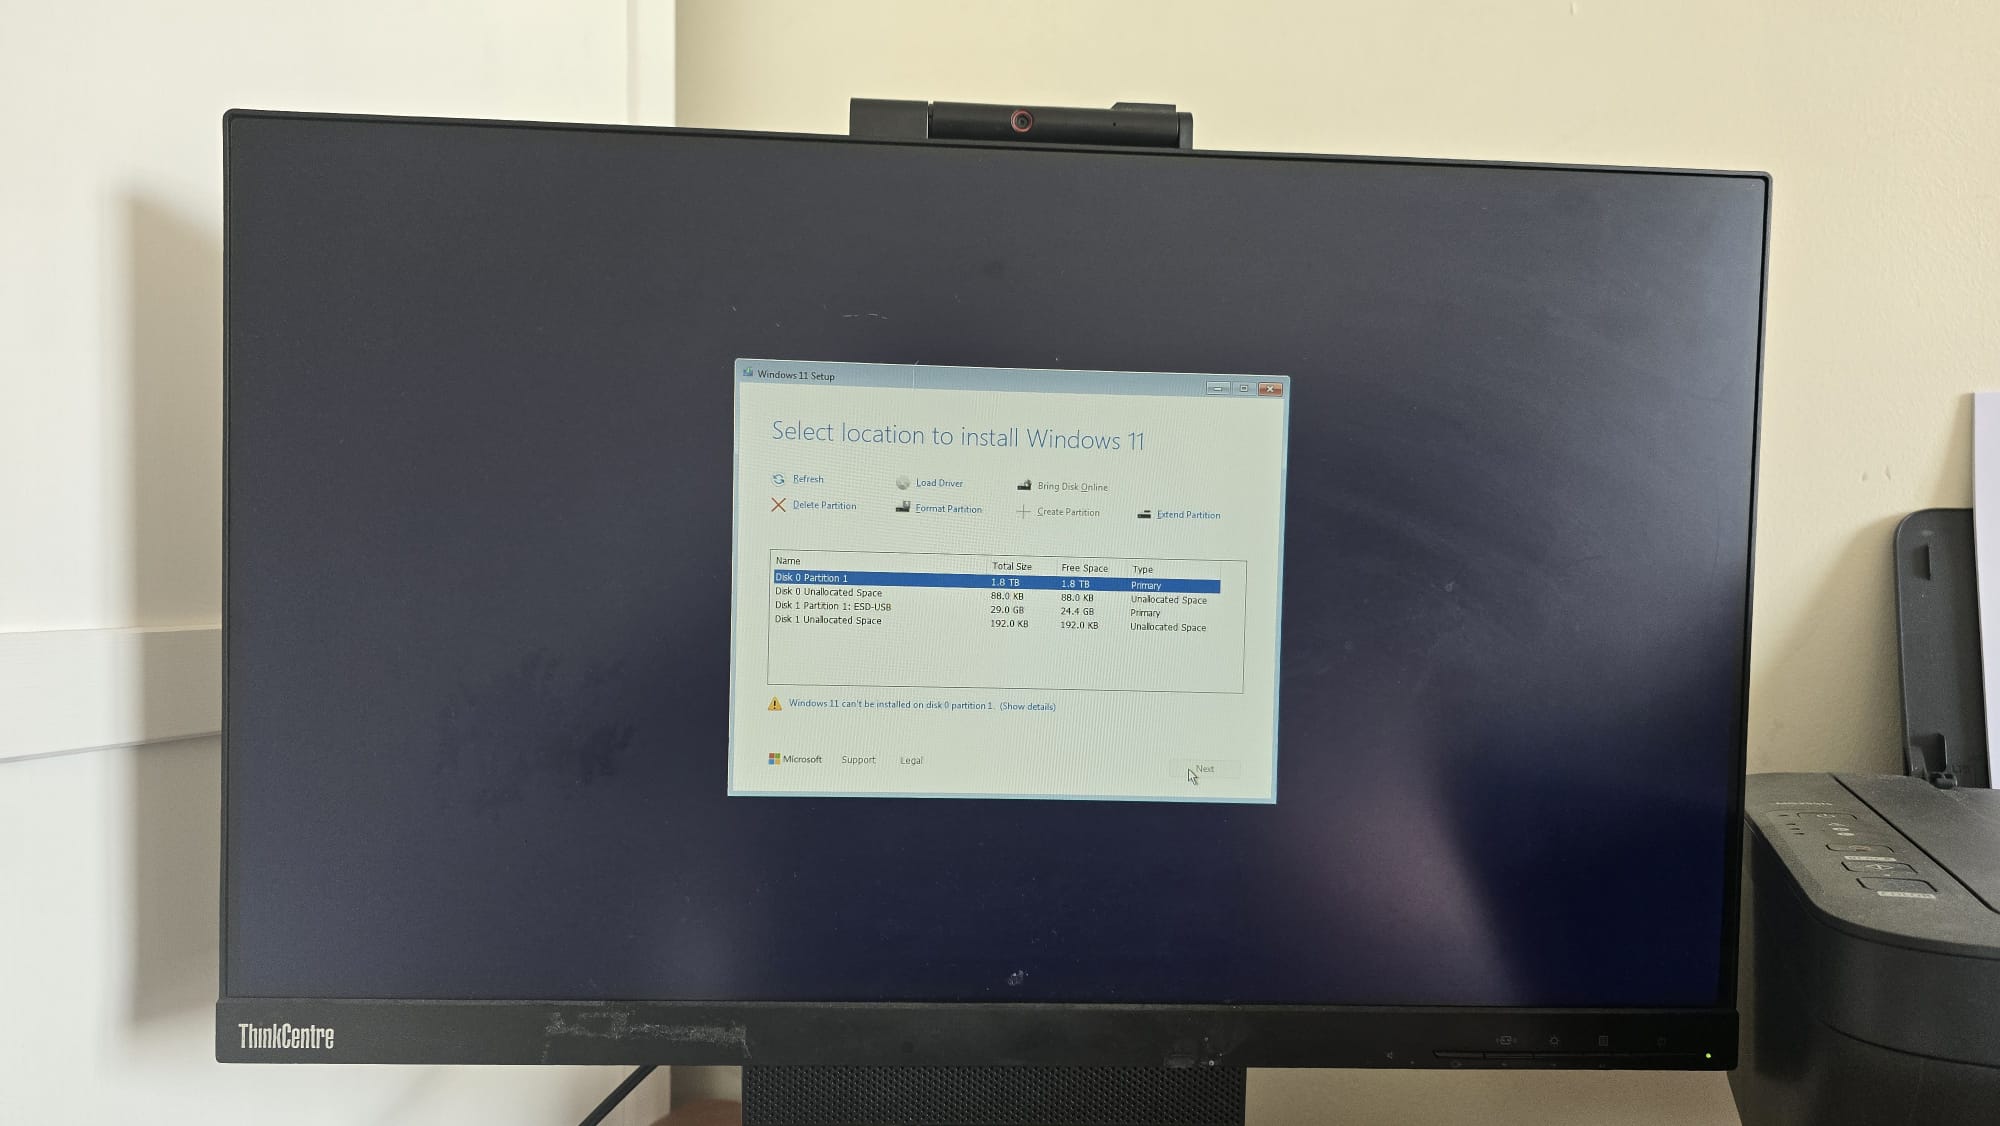 Windows 11 Setup
Select location to install Windows 11
Refresh
Load Driver
Bring Disk Online
Delete Partition
Format Partition
Create Partition
Extend Partition
Name Total Size Free Space Type
Disk 0 Partition 1 1.8 TB 1.8 TB Primary
Disk 0 Unallocated Space 88.0 KB 88.0 KB Unallocated Space
Disk 1 Partition 1: ESD-USB 29.0 GB 24.4 GB Primary
Disk 1 Unallocated Space 192.0 KB 192.0 KB Unallocated Space
Windows 11 can't be installed on disk 0 partition 1. (Show details)
Microsoft Support Legal
Next
ThinkCentre